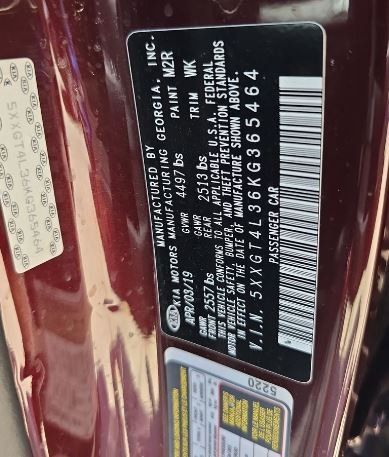 MANUFACTURED BY
KIA KIA MOTORS MANUFACTURING GEORGIA, INC.
APR/03/19 GVWR 4497 lbs PAINT M2R
GAWR FRONT 2557 lbs GAWR REAR 2513 lbs TRIM WK
THIS VEHICLE CONFORMS TO ALL APPLICABLE U.S.A. FEDERAL
MOTOR VEHICLE SAFETY, BUMPER, AND THEFT PREVENTION STANDARDS
IN EFFECT ON THE DATE OF MANUFACTURE SHOWN ABOVE.
V.I.N. 5XXGT4L36KG365464
PASSENGER CAR
5XXGT4L36KG365464
5220